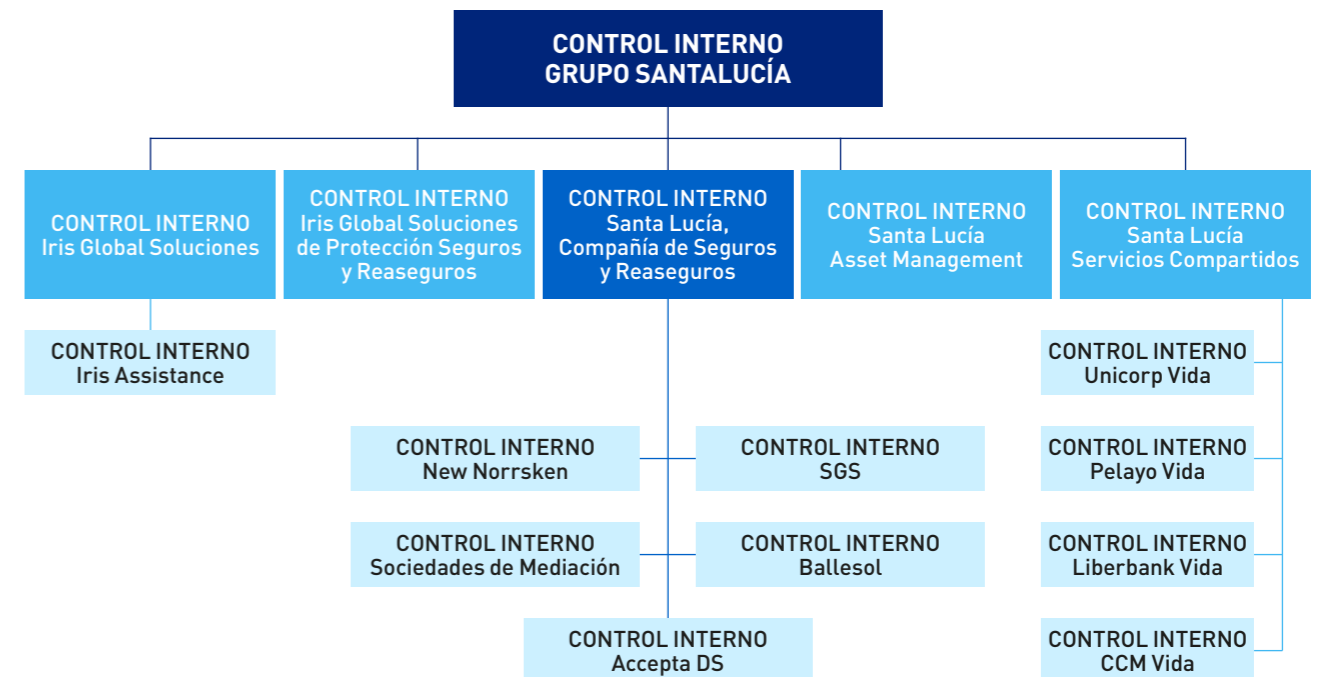 CONTROL INTERNO
GRUPO SANTALUCÍA
CONTROL INTERNO
Iris Global Soluciones
CONTROL INTERNO
Iris Global Soluciones
de Protección Seguros
y Reaseguros
CONTROL INTERNO
Santa Lucía,
Compañía de Seguros
y Reaseguros
CONTROL INTERNO
Santa Lucía
Asset Management
CONTROL INTERNO
Santa Lucía
Servicios Compartidos
CONTROL INTERNO
Iris Assistance
CONTROL INTERNO
New Norrsken
CONTROL INTERNO
SGS
CONTROL INTERNO
Sociedades de Mediación
CONTROL INTERNO
Ballesol
CONTROL INTERNO
Accepta DS
CONTROL INTERNO
Unicorp Vida
CONTROL INTERNO
Pelayo Vida
CONTROL INTERNO
Liberbank Vida
CONTROL INTERNO
CCM Vida